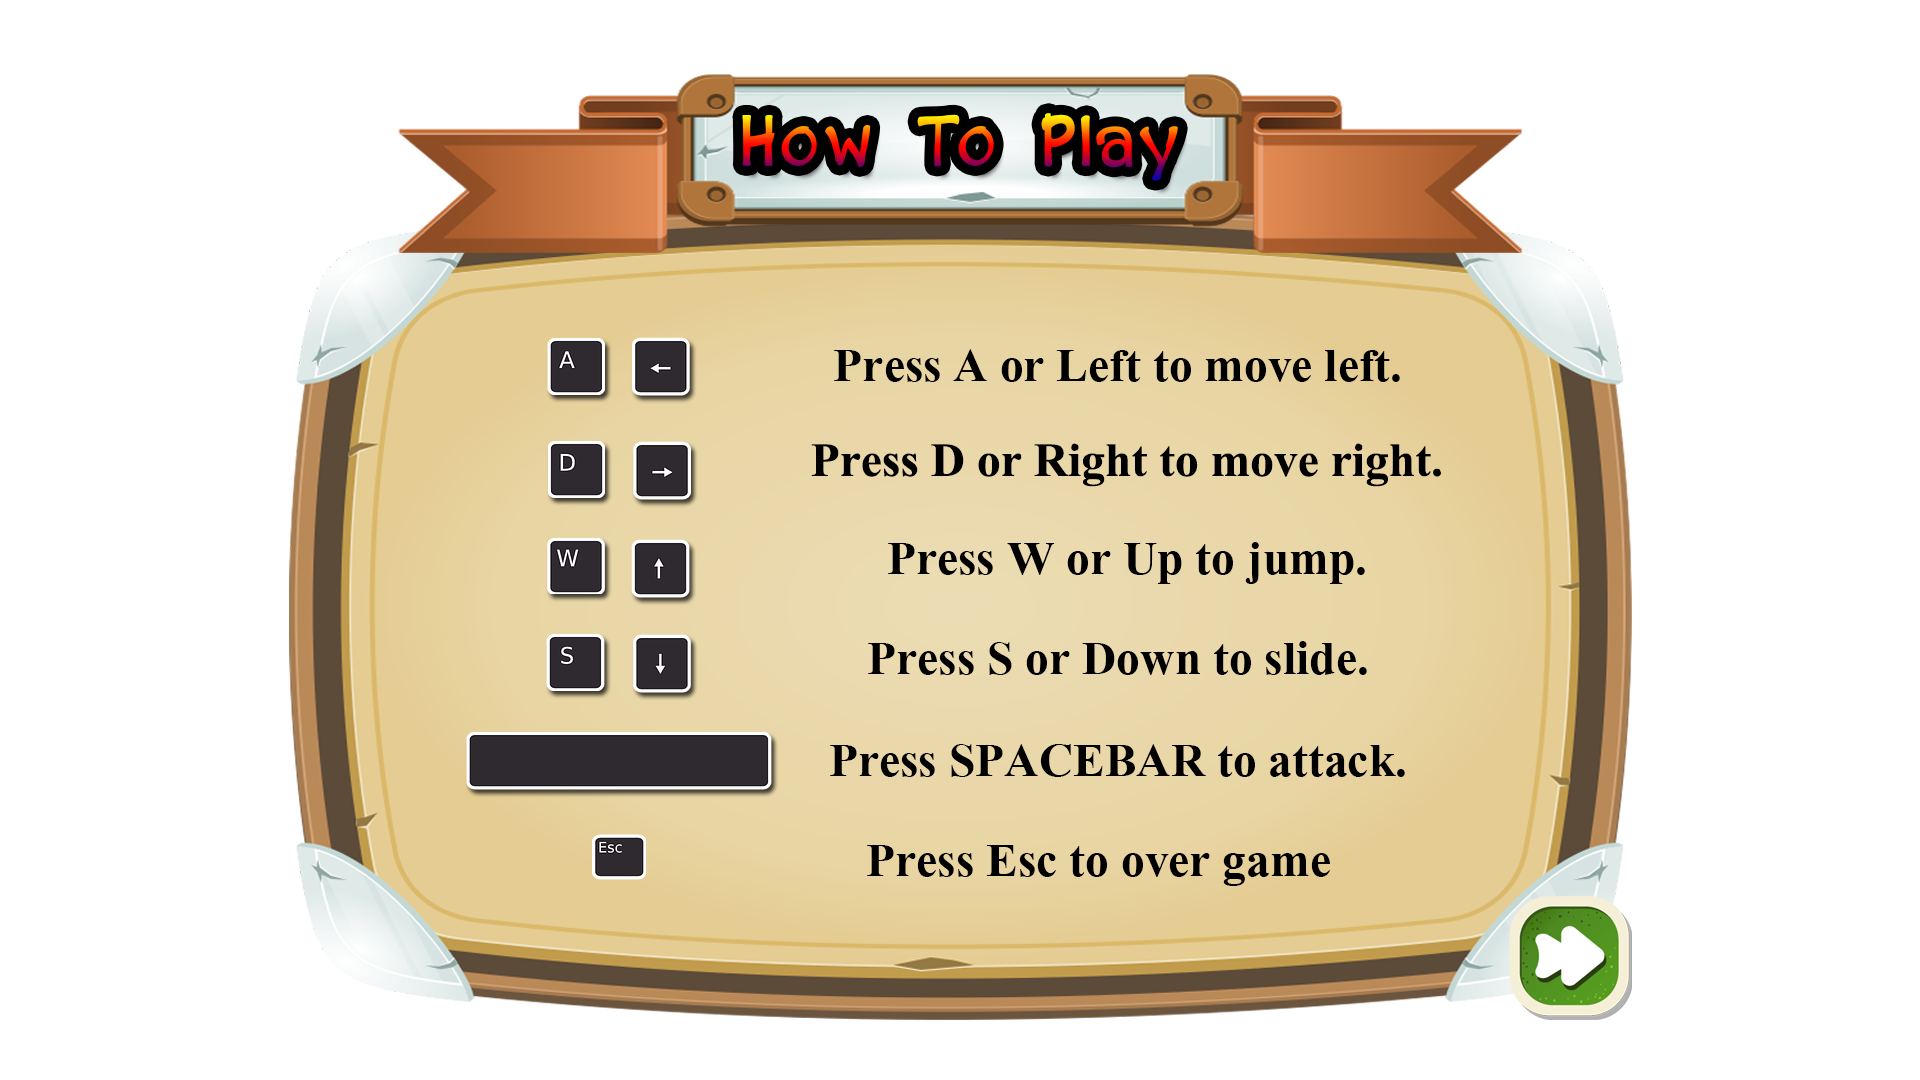 How To Play
A ← Press A or Left to move left.
D → Press D or Right to move right.
W ↑ Press W or Up to jump.
S ↓ Press S or Down to slide.
Press SPACEBAR to attack.
Esc Press Esc to over game